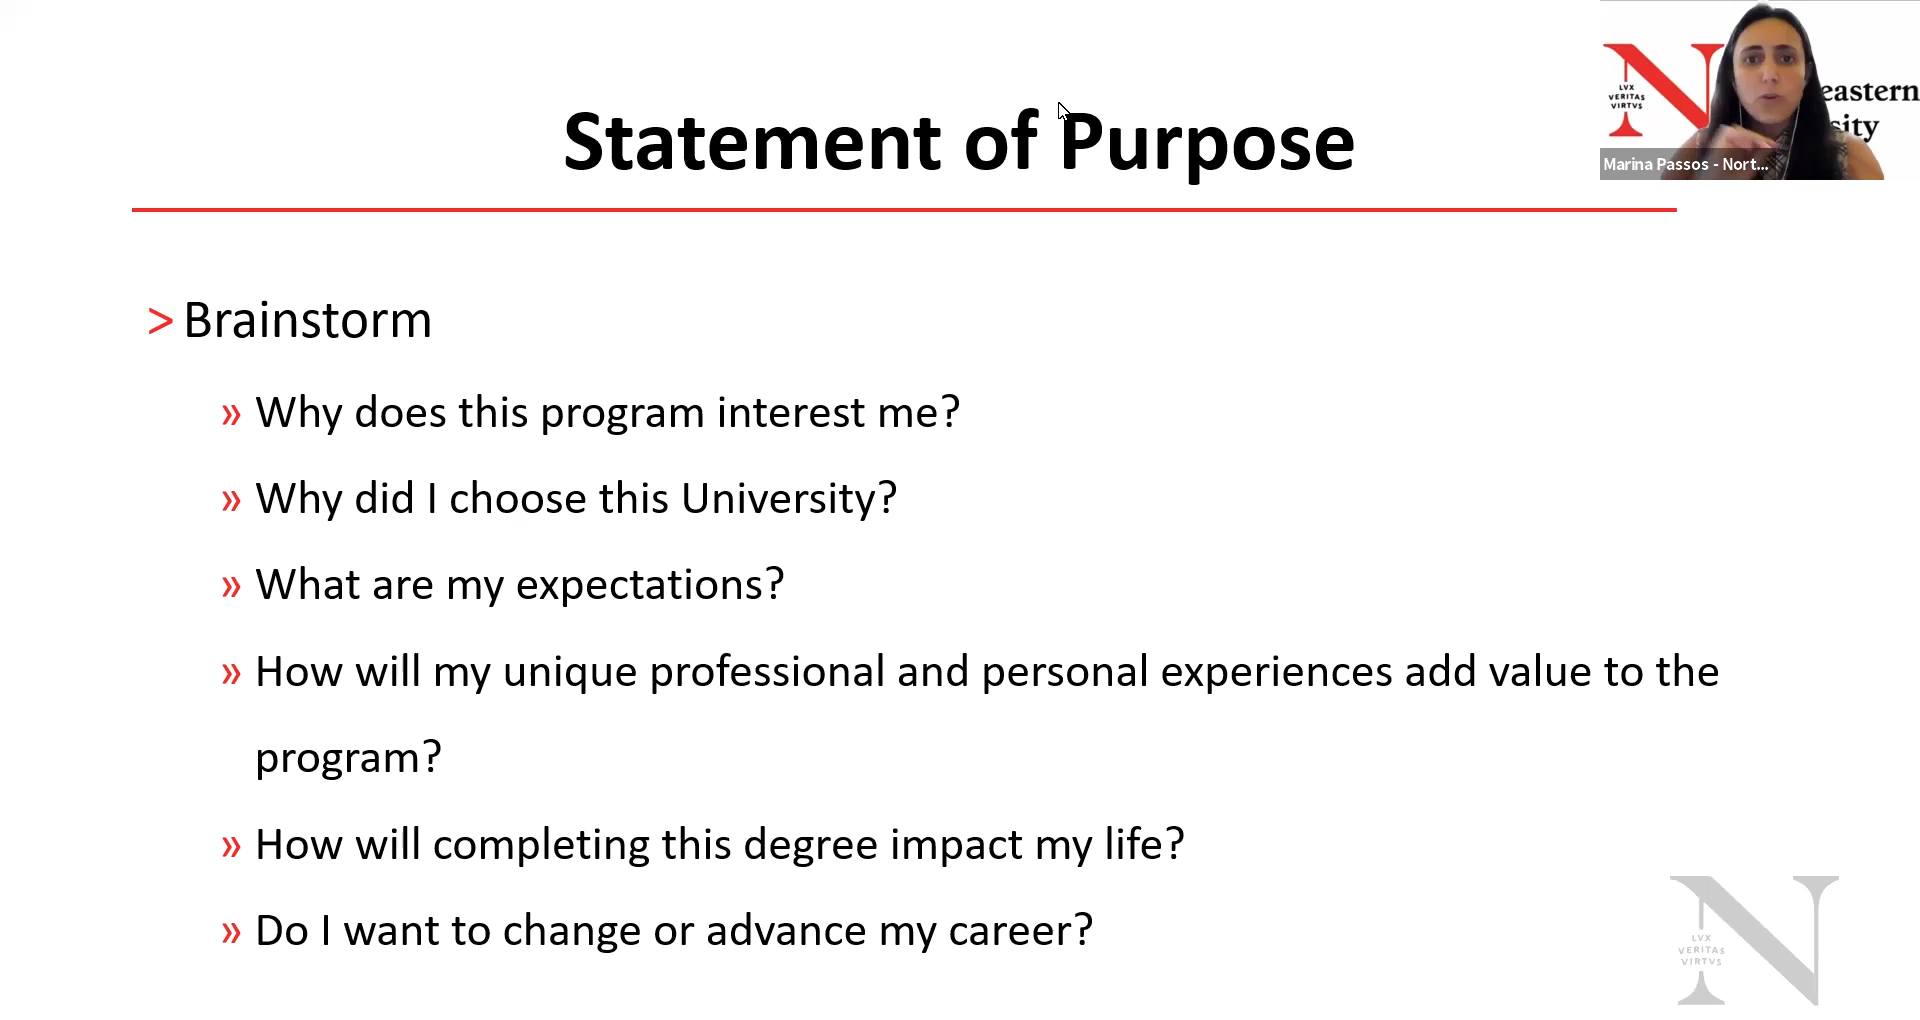 Statement of Purpose
LVX
VERITAS
VIRTVS
eastern
sity
Marina Passos - Nort...
> Brainstorm
» Why does this program interest me?
» Why did I choose this University?
» What are my expectations?
» How will my unique professional and personal experiences add value to the
program?
» How will completing this degree impact my life?
» Do I want to change or advance my career?
N
LVX
VERITAS
VIRTVS